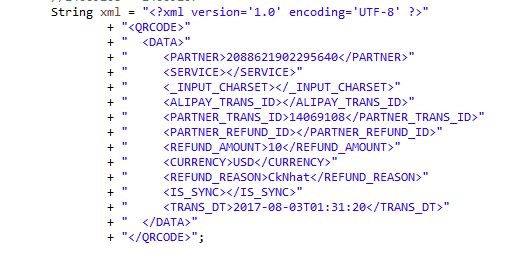 String xml = "<?xml version='1.0' encoding='UTF-8' ?>"
+ "<QRCODE>"
+ "  <DATA>"
+ "     <PARTNER>2088621902295640</PARTNER>"
+ "     <SERVICE></SERVICE>"
+ "     <_INPUT_CHARSET></_INPUT_CHARSET>"
+ "     <ALIPAY_TRANS_ID></ALIPAY_TRANS_ID>"
+ "     <PARTNER_TRANS_ID>14069108</PARTNER_TRANS_ID>"
+ "     <PARTNER_REFUND_ID></PARTNER_REFUND_ID>"
+ "     <REFUND_AMOUNT>10</REFUND_AMOUNT>"
+ "     <CURRENCY>USD</CURRENCY>"
+ "     <REFUND_REASON>CkNhat</REFUND_REASON>"
+ "     <IS_SYNC></IS_SYNC>"
+ "     <TRANS_DT>2017-08-03T01:31:20</TRANS_DT>"
+ "  </DATA>"
+ "</QRCODE>";